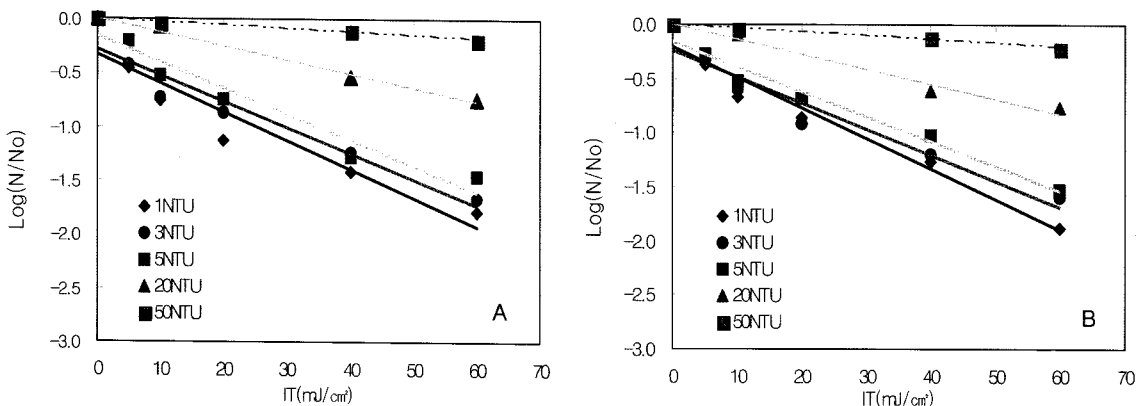 0.0
−0.5
−1.0
−1.5
−2.0
−2.5
−3.0
Log(N/No)
◆ 1NTU
● 3NTU
■ 5NTU
▲ 20NTU
■ 50NTU
A
0 10 20 30 40 50 60 70
IT(mJ/㎠)
0.0
−0.5
−1.0
−1.5
−2.0
−2.5
−3.0
Log(N/No)
◆ 1NTU
● 3NTU
■ 5NTU
▲ 20NTU
■ 50NTU
B
0 10 20 30 40 50 60 70
IT(mJ/㎠)